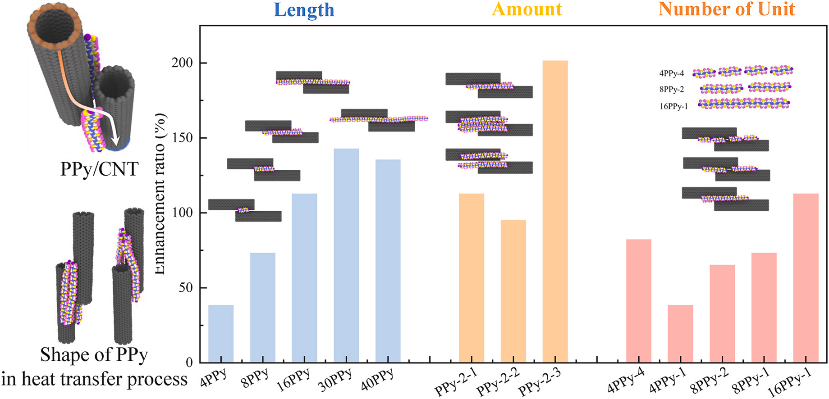 Length
Amount
Number of Unit
PPy/CNT
Shape of PPy
in heat transfer process
Enhancement ratio (%)
200
150
100
50
0
4PPy-4
8PPy-2
16PPy-1
4PPy
8PPy
16PPy
30PPy
40PPy
PPy-2-1
PPy-2-2
PPy-2-3
4PPy-4
4PPy-1
8PPy-2
8PPy-1
16PPy-1